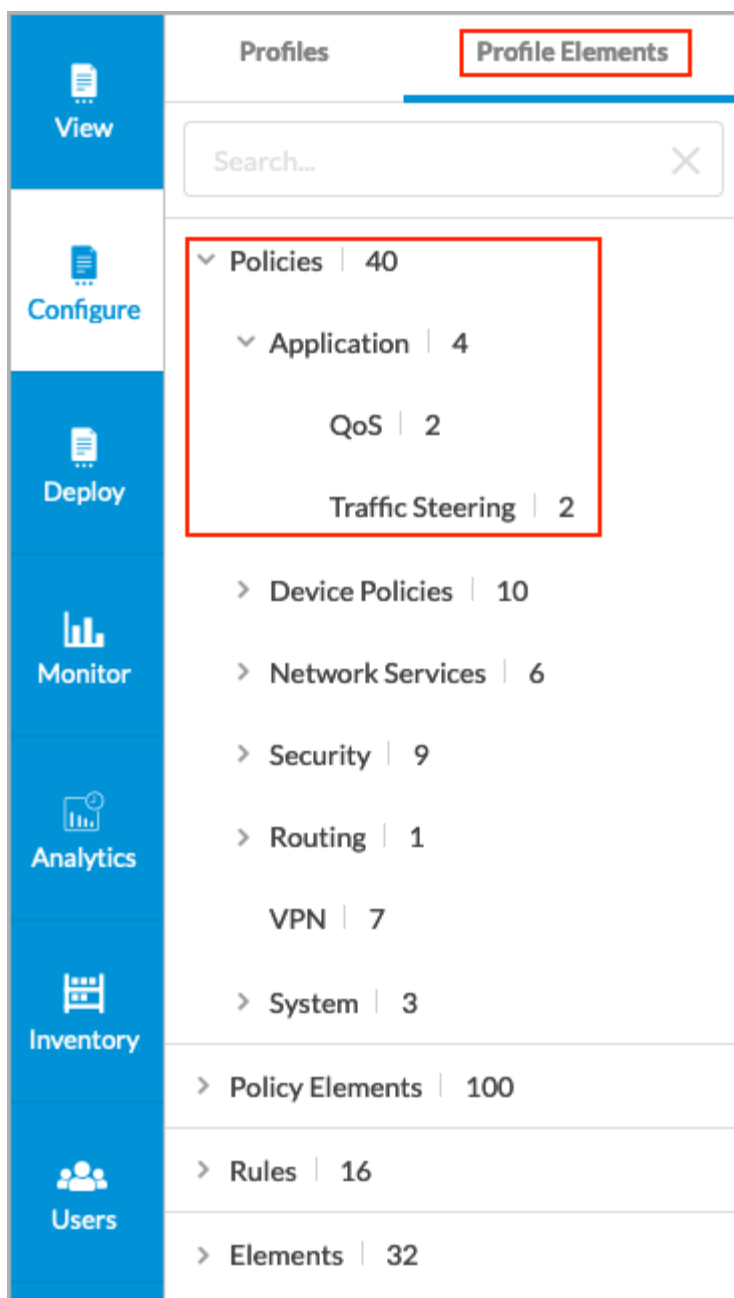 Profiles
Profile Elements
View
Search...
Policies 40
Configure
Application 4
QoS 2
Deploy
Traffic Steering 2
Device Policies 10
Monitor
Network Services 6
Security 9
Analytics
Routing 1
VPN 7
Inventory
System 3
Policy Elements 100
Users
Rules 16
Elements 32